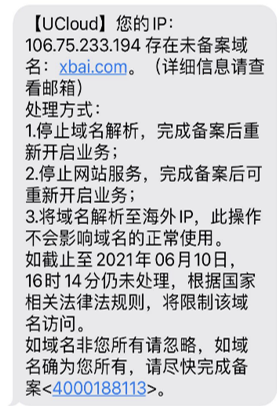 【UCloud】您的IP:
106.75.233.194 存在未备案域
名：xbai.com。（详细信息请查
看邮箱）
处理方式：
1.停止域名解析，完成备案后重
新开启业务；
2.停止网站服务，完成备案后可
重新开启业务；
3.将域名解析至海外IP，此操作
不会影响域名的正常使用。
如截止至2021年06月10日，
16时14分仍未处理，根据国家
相关法律法规则，将限制该域
名访问。
如域名非您所有请忽略，如域
名确为您所有，请尽快完成备
案<4000188113>。